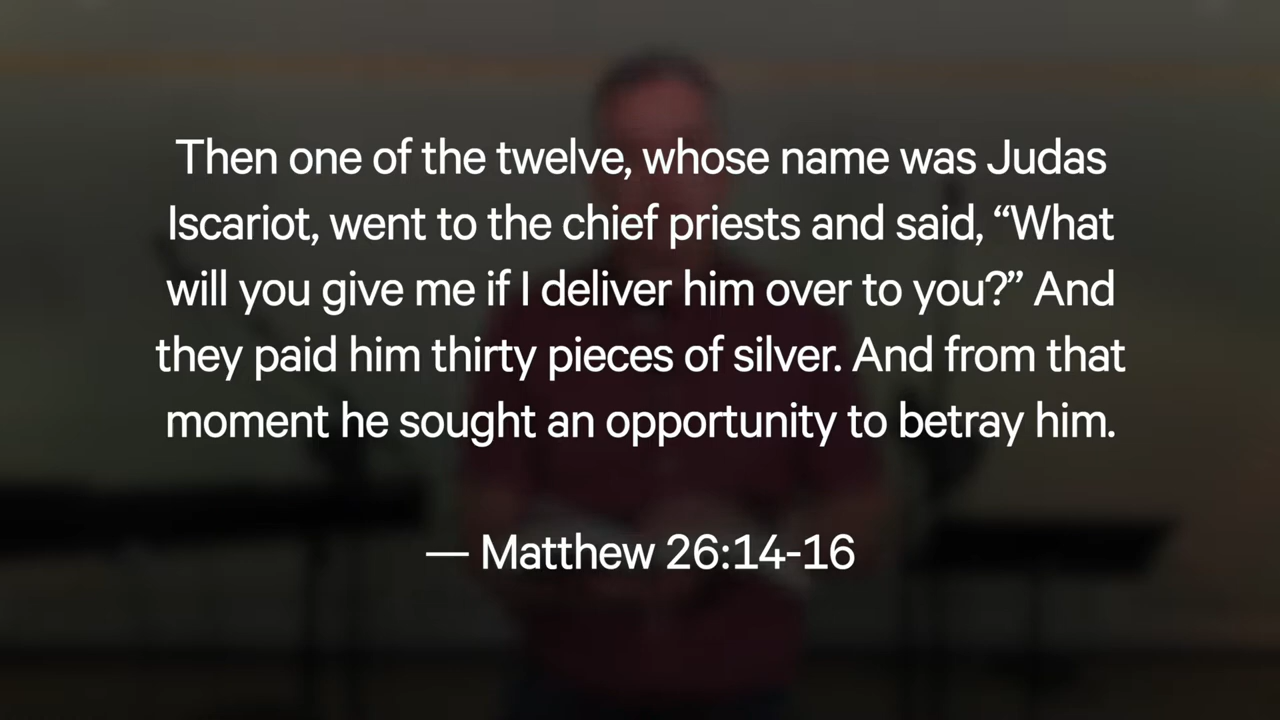 Then one of the twelve, whose name was Judas
Iscariot, went to the chief priests and said, “What
will you give me if I deliver him over to you?” And
they paid him thirty pieces of silver. And from that
moment he sought an opportunity to betray him.
— Matthew 26:14-16